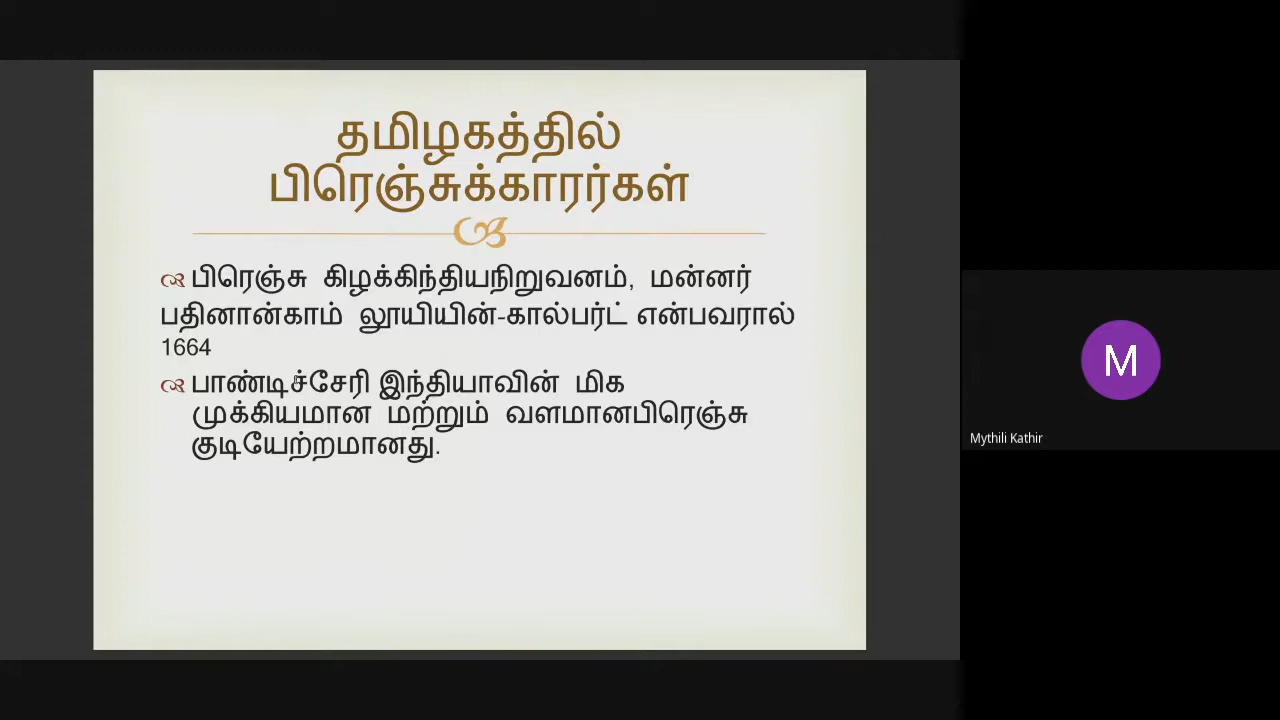 தமிழகத்தில்
பிரெஞ்சுக்காரர்கள்
பிரெஞ்சு கிழக்கிந்தியநிறுவனம், மன்னர்
பதினான்காம் லூயியின்-கால்பர்ட் என்பவரால்
1664
பாண்டிச்சேரி இந்தியாவின் மிக
முக்கியமான மற்றும் வளமானபிரெஞ்சு
குடியேற்றமானது.
M
Mythili Kathir